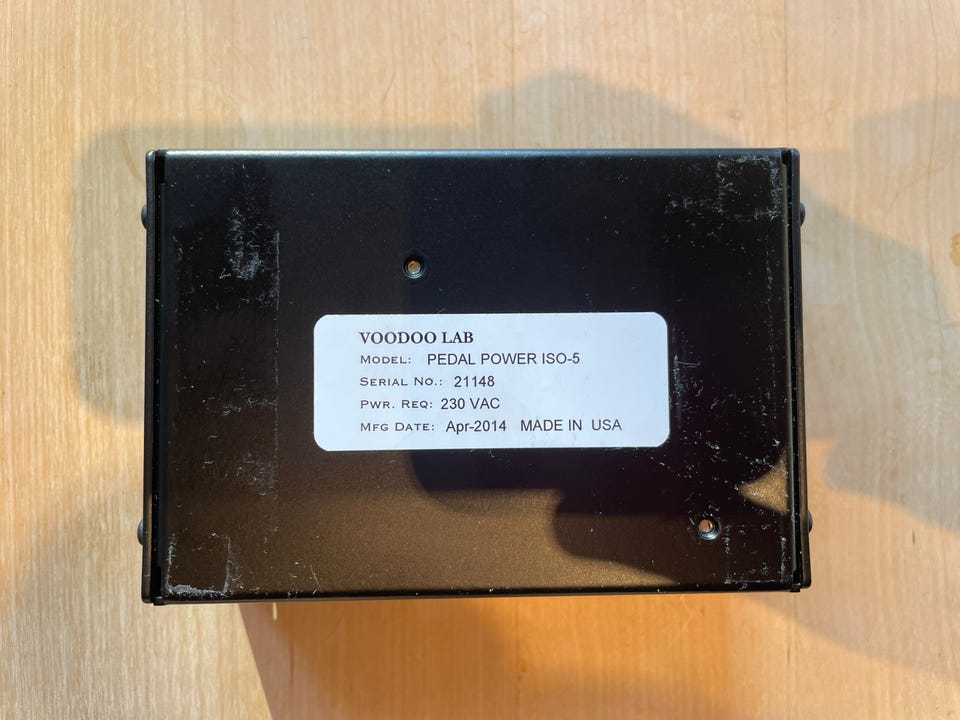 VOODOO LAB
MODEL: PEDAL POWER ISO-5
SERIAL NO.: 21148
PWR. REQ: 230 VAC
MFG DATE: Apr-2014 MADE IN USA